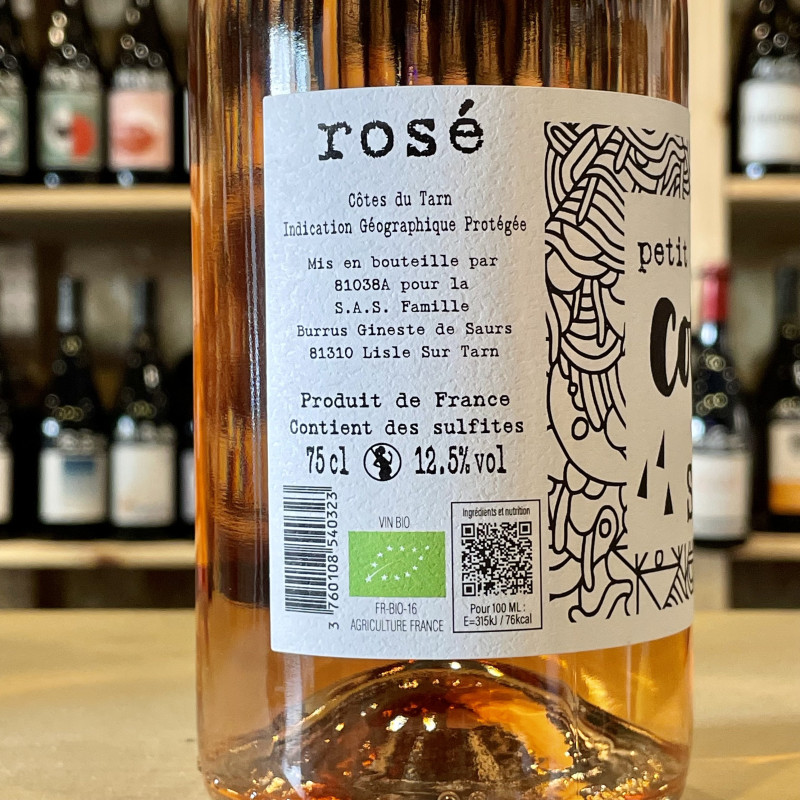 rosé
Côtes du Tarn
Indication Géographique Protégée
Mis en bouteille par
81038A pour la
S.A.S. Famille
Burrus Gineste de Saurs
81310 Lisle Sur Tarn
Produit de France
Contient des sulfites
75 cl 12.5% vol
3 760108 540323
VIN BIO
FR-BIO-16
AGRICULTURE FRANCE
Ingrédients et nutrition
Pour 100 ML :
E=315kJ / 76kcal
petit